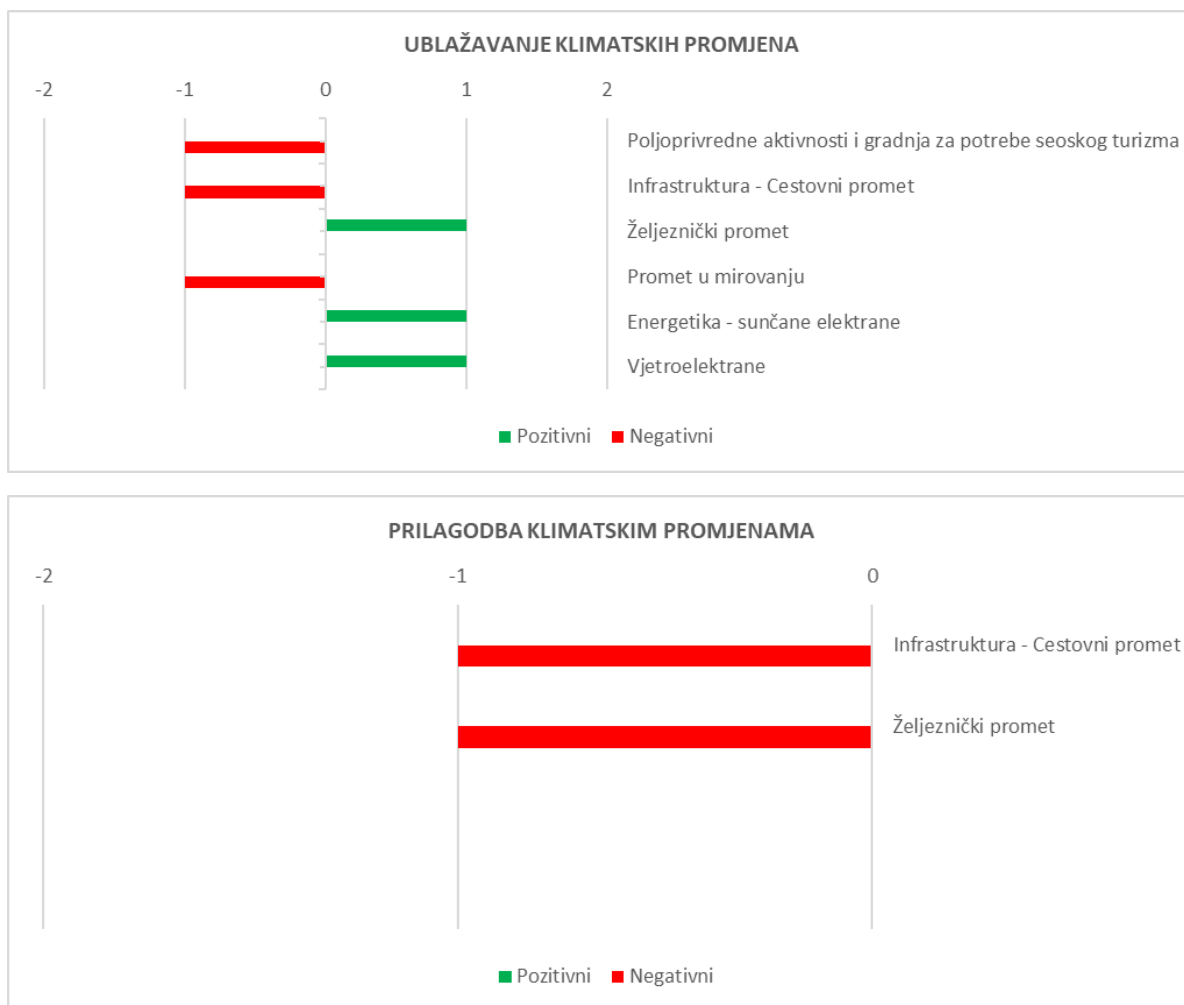 UBLAŽAVANJE KLIMATSKIH PROMJENA
-2 -1 0 1 2
Poljoprivredne aktivnosti i gradnja za potrebe seoskog turizma
Infrastruktura - Cestovni promet
Željeznički promet
Promet u mirovanju
Energetika - sunčane elektrane
Vjetroelektrane
Pozitivni Negativni
PRILAGODBA KLIMATSKIM PROMJENAMA
-2 -1 0
Infrastruktura - Cestovni promet
Željeznički promet
Pozitivni Negativni